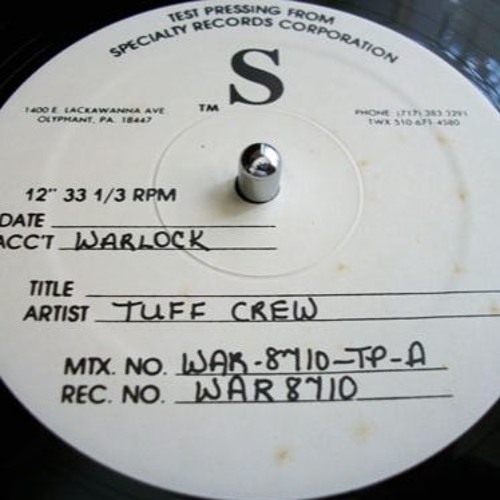 TEST PRESSING FROM
SPECIALTY RECORDS CORPORATION
S
TM
1400 E. LACKAWANNA AVE
OLYPHANT, PA. 18447
PHONE: (717) 383 3291
TWX 510-671-4580
12" 33 1/3 RPM
DATE
ACC'T WARLOCK
TITLE
ARTIST TUFF CREW
MTX. NO. WAR-8710-TP-A
REC. NO. WAR 8710